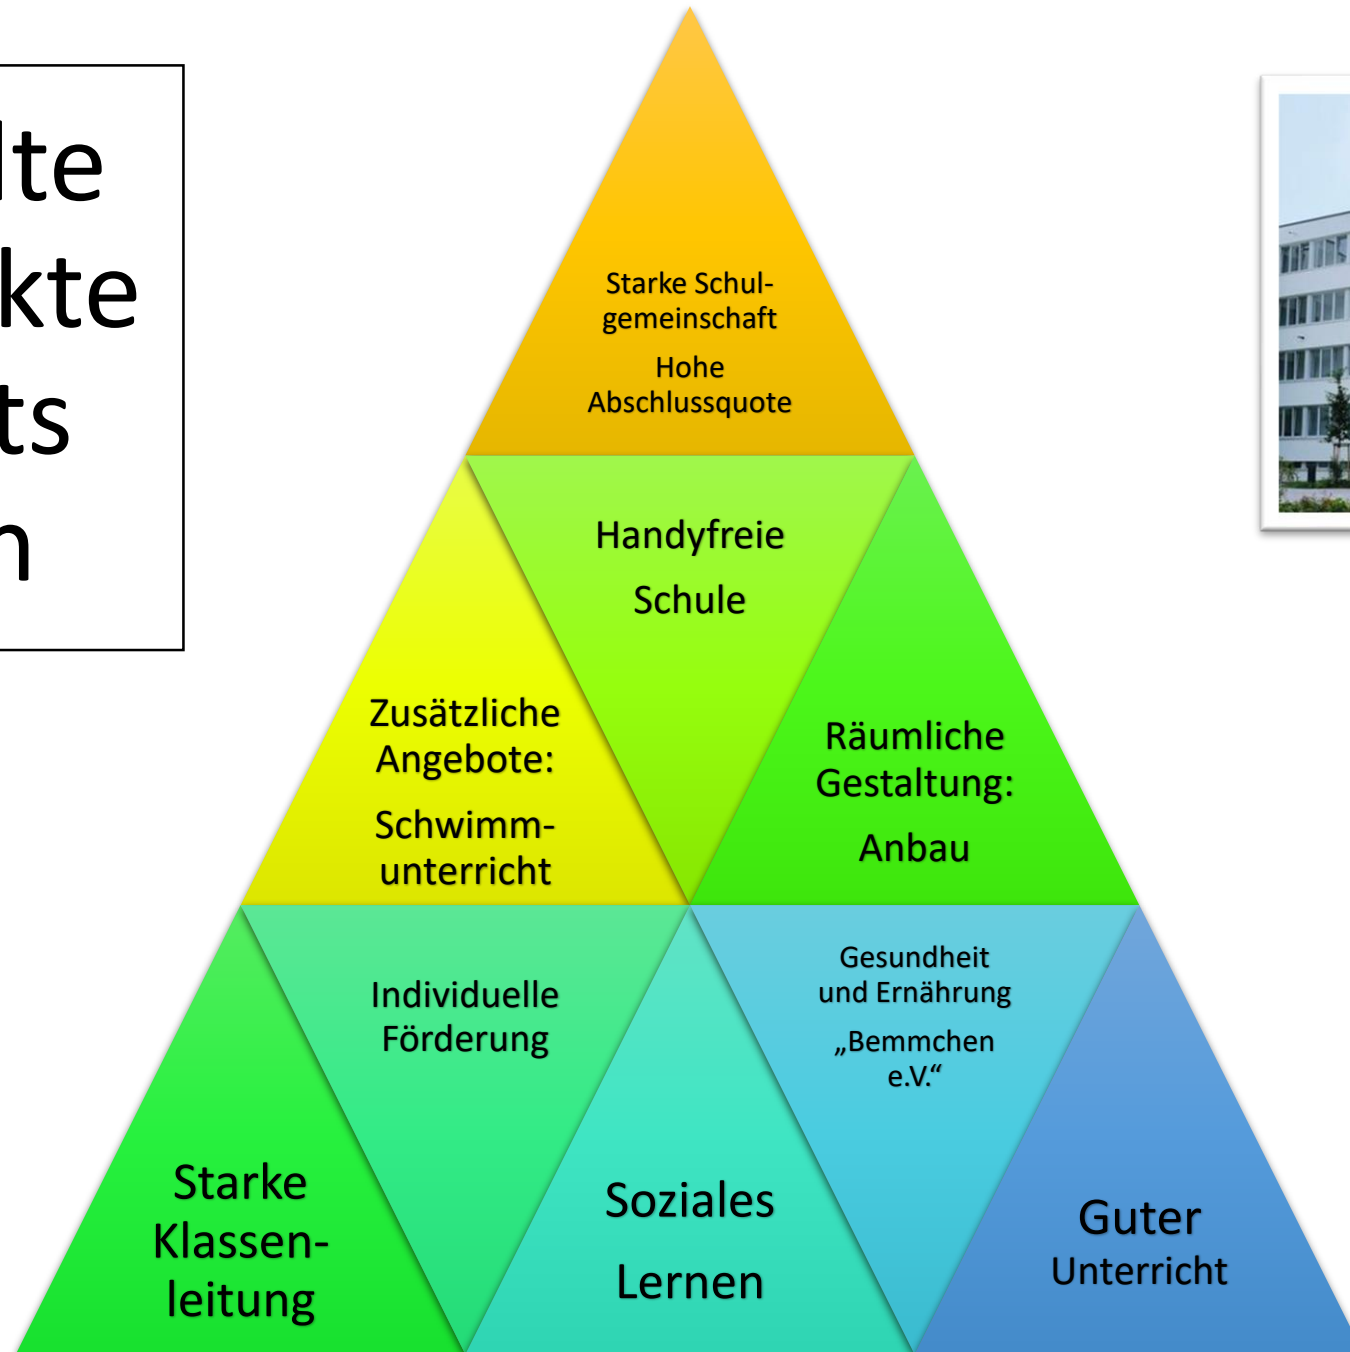 lte
kte
ts
n
Starke Schul-
gemeinschaft
Hohe
Abschlussquote
Handyfreie
Schule
Zusätzliche
Angebote:
Schwimm-
unterricht
Räumliche
Gestaltung:
Anbau
Individuelle
Förderung
Gesundheit
und Ernährung
„Bemmchen
e.V.“
Starke
Klassen-
leitung
Soziales
Lernen
Guter
Unterricht